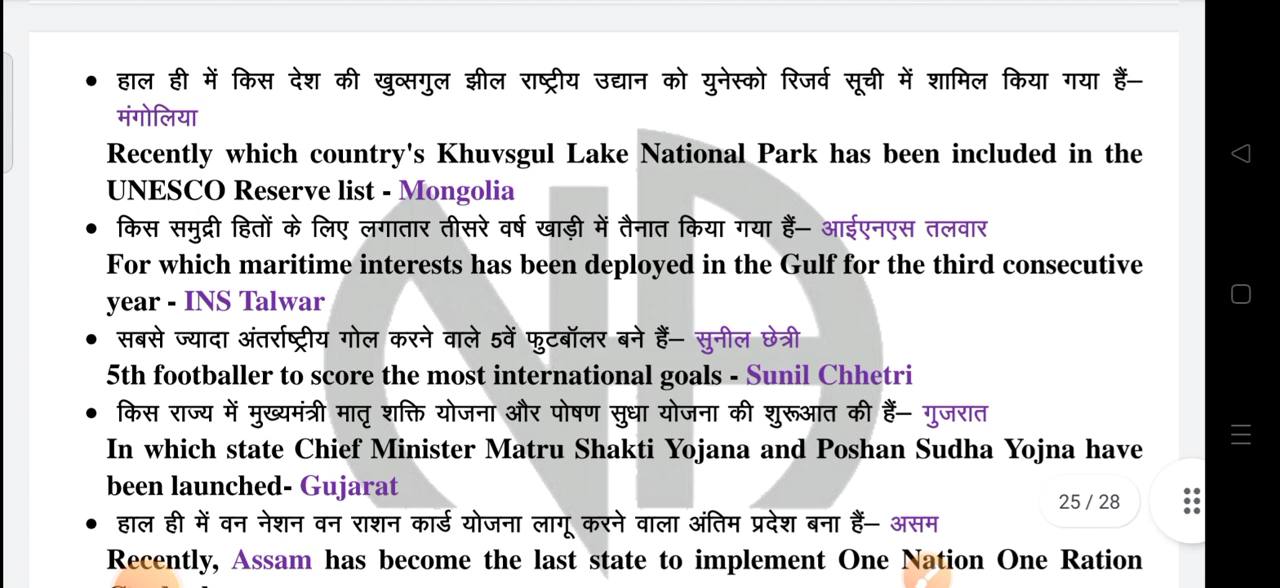 • हाल ही में किस देश की खुव्सगुल झील राष्ट्रीय उद्यान को युनेस्को रिजर्व सूची में शामिल किया गया हैं–
मंगोलिया
Recently which country's Khuvsgul Lake National Park has been included in the
UNESCO Reserve list - Mongolia
• किस समुद्री हितों के लिए लगातार तीसरे वर्ष खाड़ी में तैनात किया गया हैं– आईएनएस तलवार
For which maritime interests has been deployed in the Gulf for the third consecutive
year - INS Talwar
• सबसे ज्यादा अंतर्राष्ट्रीय गोल करने वाले 5वें फुटबॉलर बने हैं– सुनील छेत्री
5th footballer to score the most international goals - Sunil Chhetri
• किस राज्य में मुख्यमंत्री मातृ शक्ति योजना और पोषण सुधा योजना की शुरूआत की हैं– गुजरात
In which state Chief Minister Matru Shakti Yojana and Poshan Sudha Yojna have
been launched- Gujarat
25 / 28
• हाल ही में वन नेशन वन राशन कार्ड योजना लागू करने वाला अंतिम प्रदेश बना हैं– असम
Recently, Assam has become the last state to implement One Nation One Ration